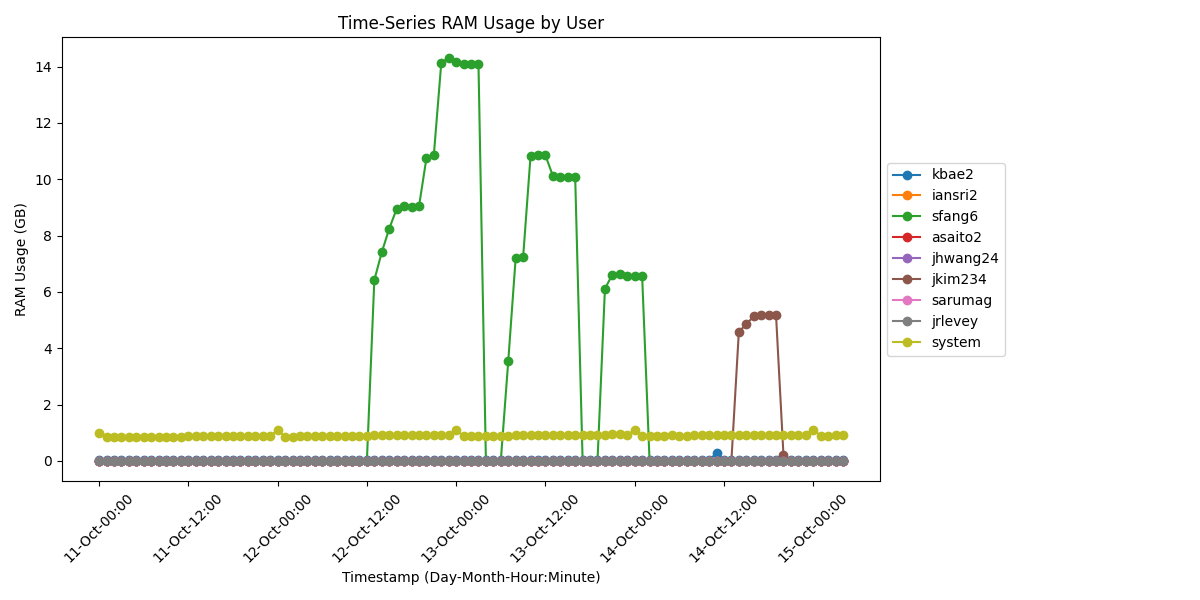 Time-Series RAM Usage by User
RAM Usage (GB)
14
12
10
8
6
4
2
0
11-Oct-00:00
11-Oct-12:00
12-Oct-00:00
12-Oct-12:00
13-Oct-00:00
13-Oct-12:00
14-Oct-00:00
14-Oct-12:00
15-Oct-00:00
Timestamp (Day-Month-Hour:Minute)
kbae2
iansri2
sfang6
asaito2
jhwang24
jkim234
sarumag
jrlevey
system